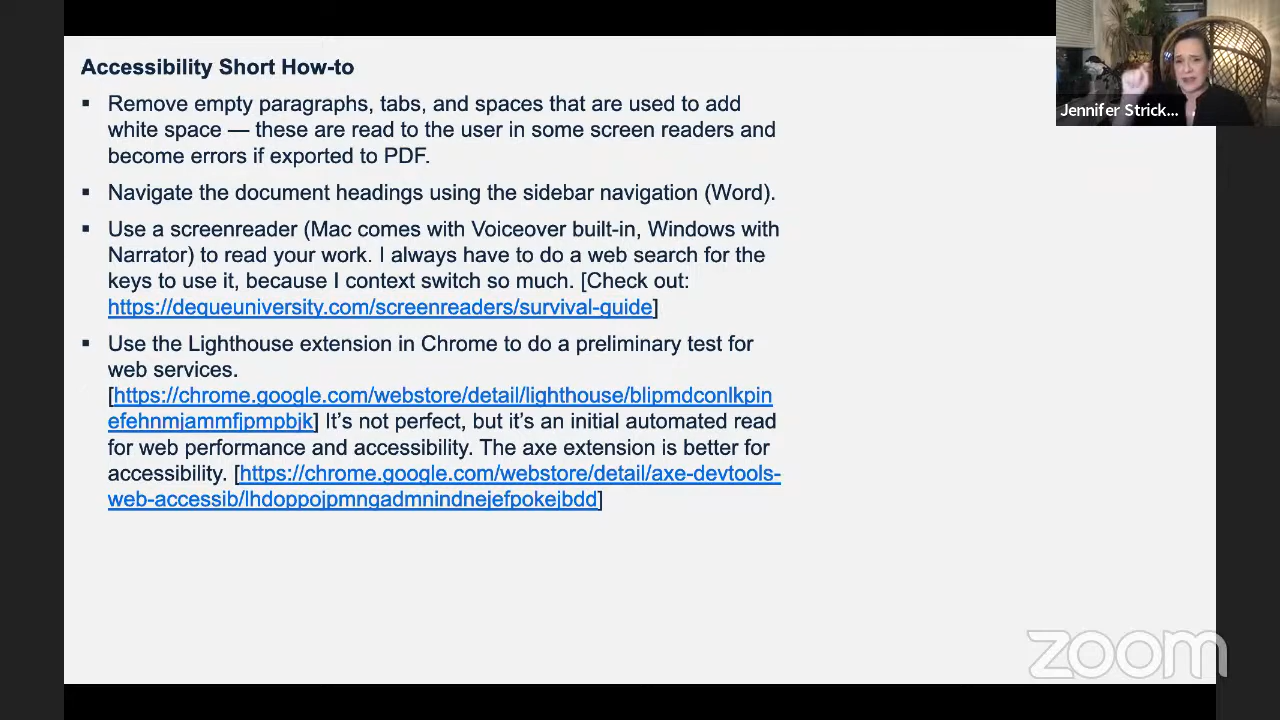 Accessibility Short How-to
▪ Remove empty paragraphs, tabs, and spaces that are used to add
white space — these are read to the user in some screen readers and
become errors if exported to PDF.
▪ Navigate the document headings using the sidebar navigation (Word).
▪ Use a screenreader (Mac comes with Voiceover built-in, Windows with
Narrator) to read your work. I always have to do a web search for the
keys to use it, because I context switch so much. [Check out:
https://dequeuniversity.com/screenreaders/survival-guide]
▪ Use the Lighthouse extension in Chrome to do a preliminary test for
web services.
[https://chrome.google.com/webstore/detail/lighthouse/blipmdconlkpin
efehnmjammfjpmpbjk] It’s not perfect, but it’s an initial automated read
for web performance and accessibility. The axe extension is better for
accessibility. [https://chrome.google.com/webstore/detail/axe-devtools-
web-accessib/lhdoppojpmngadmnindnejefpokejbdd]
Jennifer Strick...
zoom